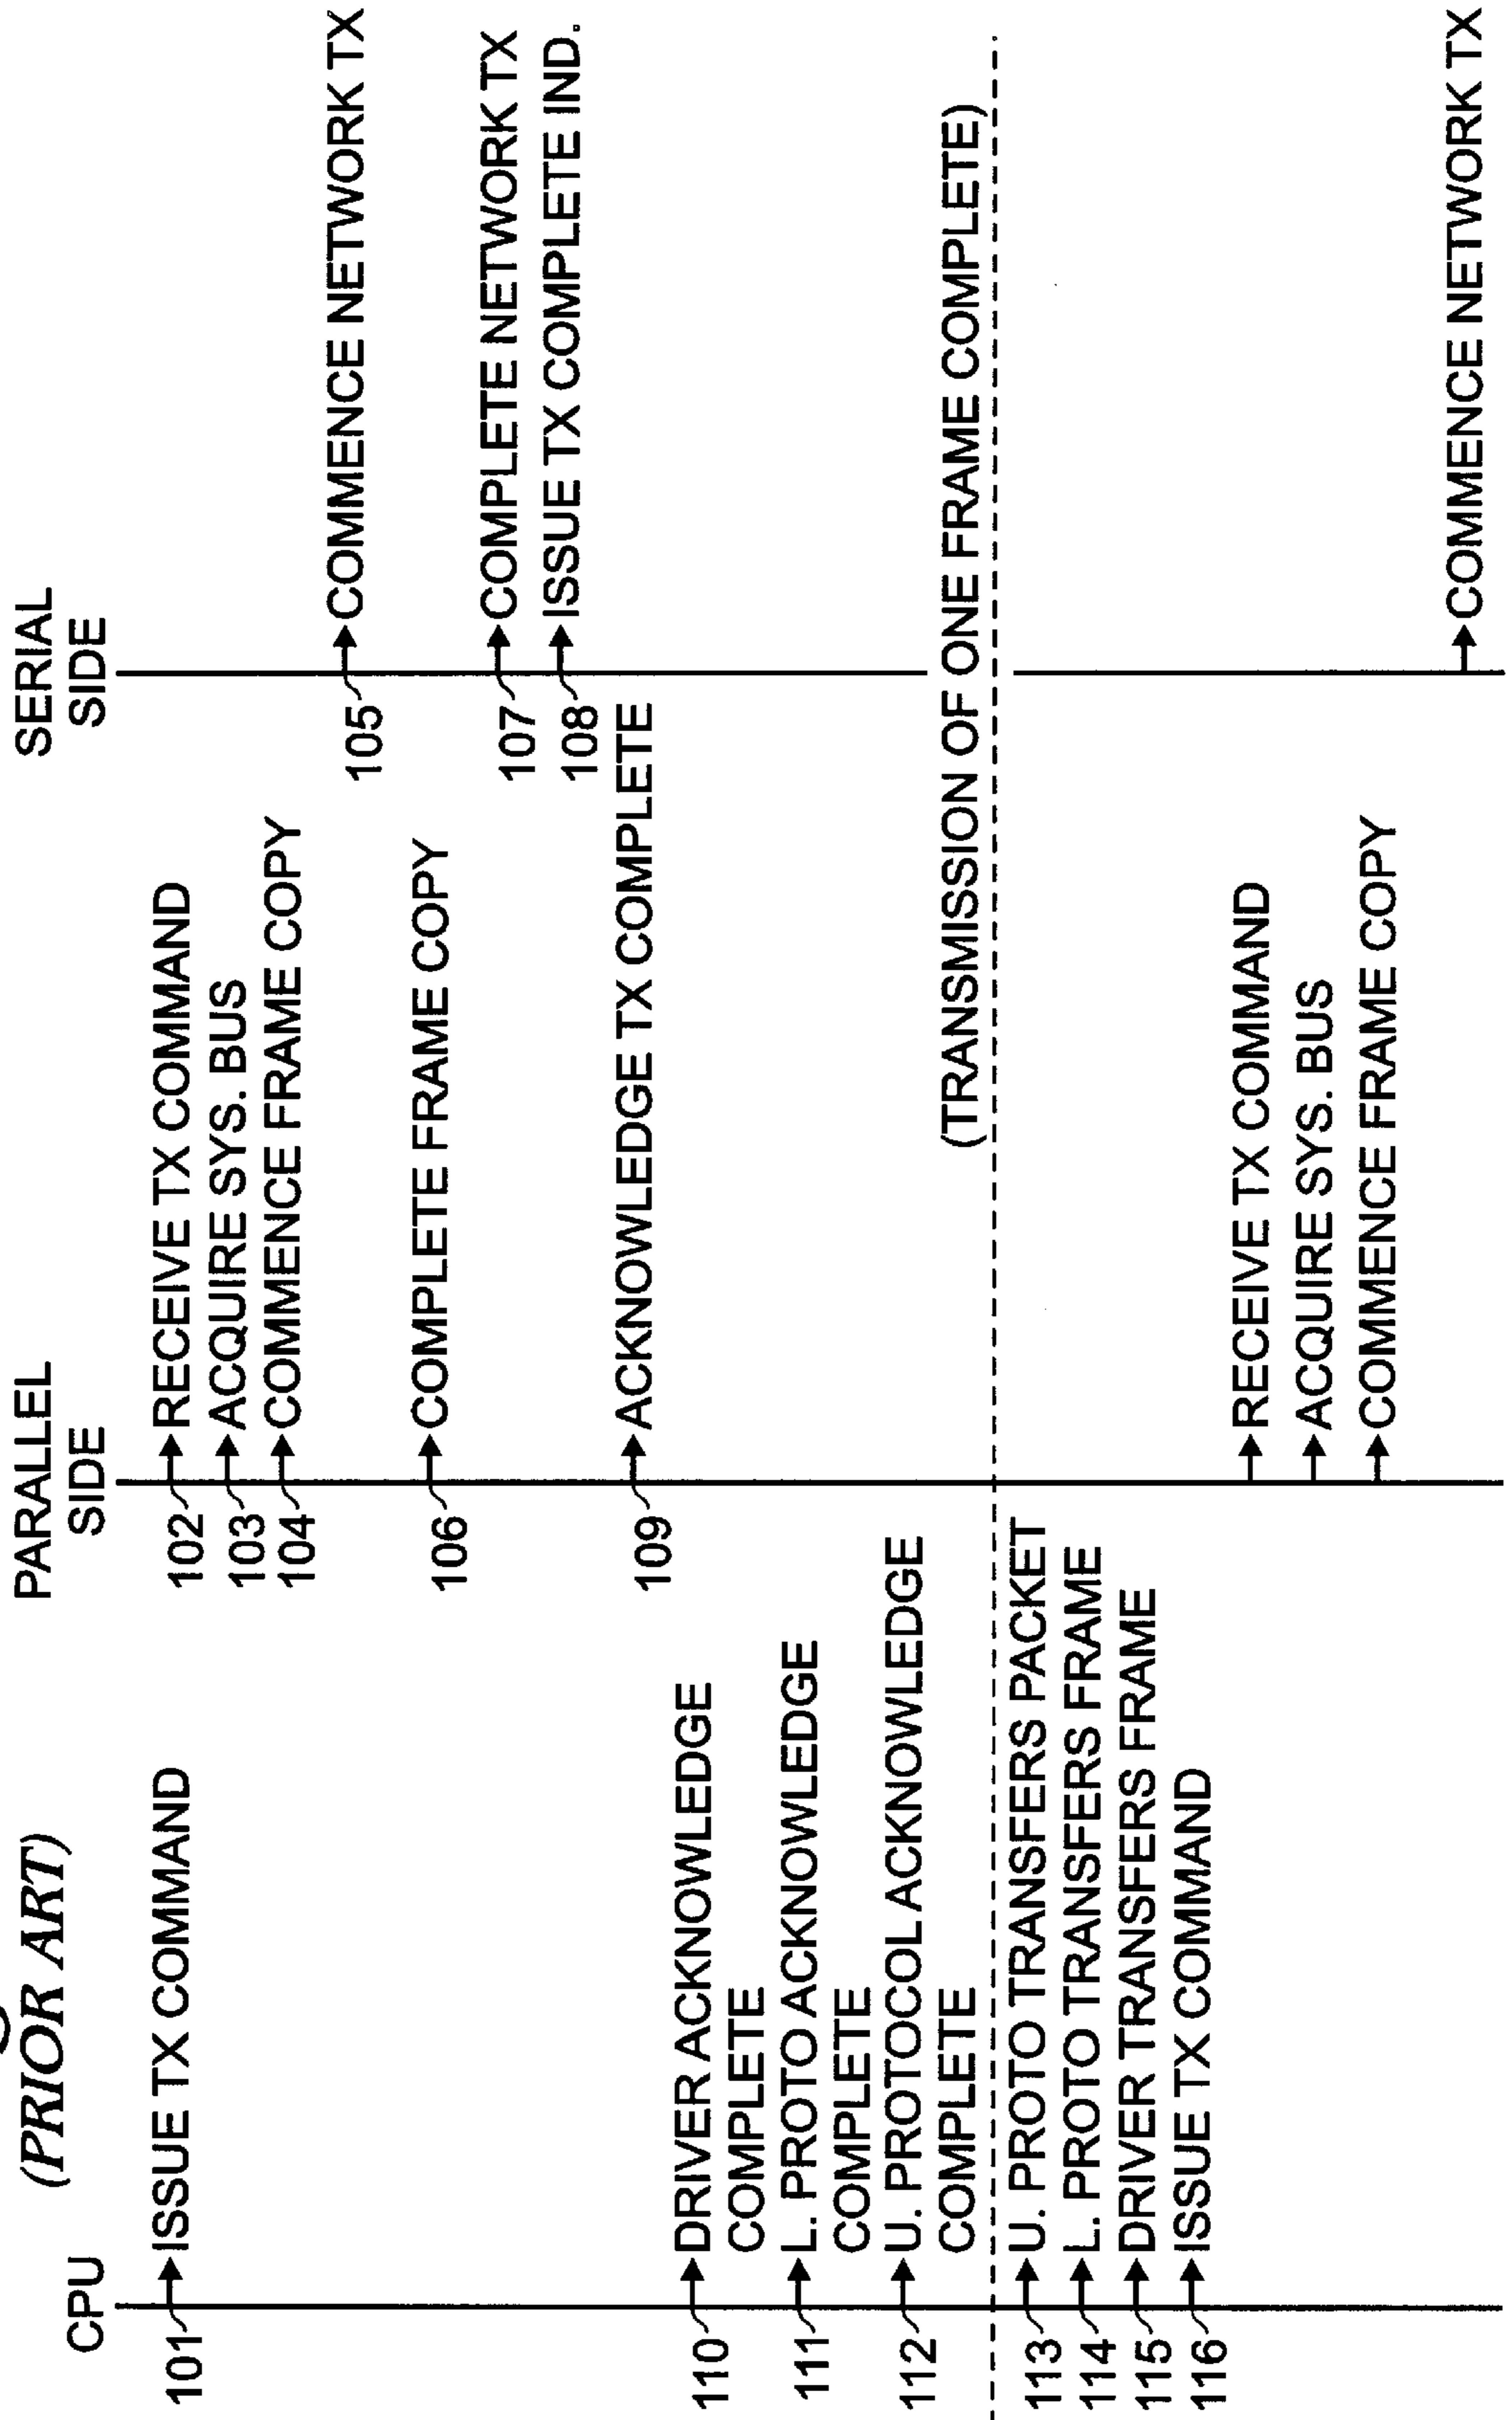 (PRIOR ART)
CPU
PARALLEL
SIDE
SERIAL
SIDE
101
ISSUE TX COMMAND
102
RECEIVE TX COMMAND
103
ACQUIRE SYS. BUS
104
COMMENCE FRAME COPY
105
COMMENCE NETWORK TX
106
COMPLETE FRAME COPY
107
COMPLETE NETWORK TX
108
ISSUE TX COMPLETE IND.
109
ACKNOWLEDGE TX COMPLETE
110
DRIVER ACKNOWLEDGE
COMPLETE
111
L. PROTO ACKNOWLEDGE
COMPLETE
112
U. PROTOCOL ACKNOWLEDGE
COMPLETE
(TRANSMISSION OF ONE FRAME COMPLETE)
113
U. PROTO TRANSFERS PACKET
114
L. PROTO TRANSFERS FRAME
115
DRIVER TRANSFERS FRAME
116
ISSUE TX COMMAND
RECEIVE TX COMMAND
ACQUIRE SYS. BUS
COMMENCE FRAME COPY
COMMENCE NETWORK TX